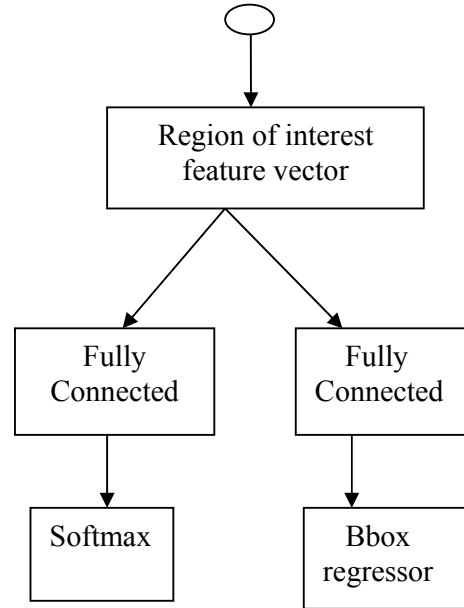 Region of interest
feature vector
Fully
Connected
Fully
Connected
Softmax
Bbox
regressor